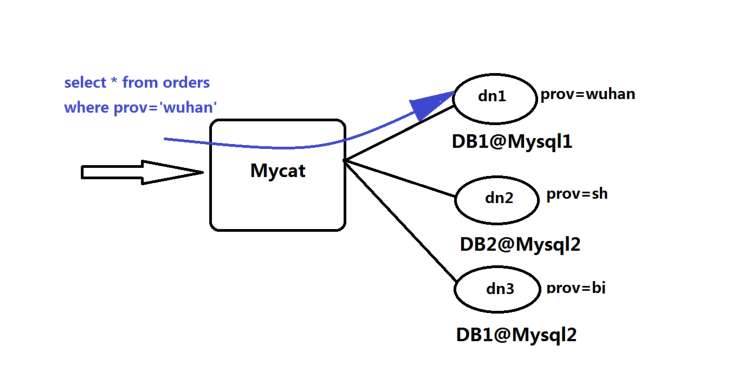 select * from orders
where prov='wuhan'
Mycat
dn1
prov=wuhan
DB1@Mysql1
dn2
prov=sh
DB2@Mysql2
dn3
prov=bi
DB1@Mysql2